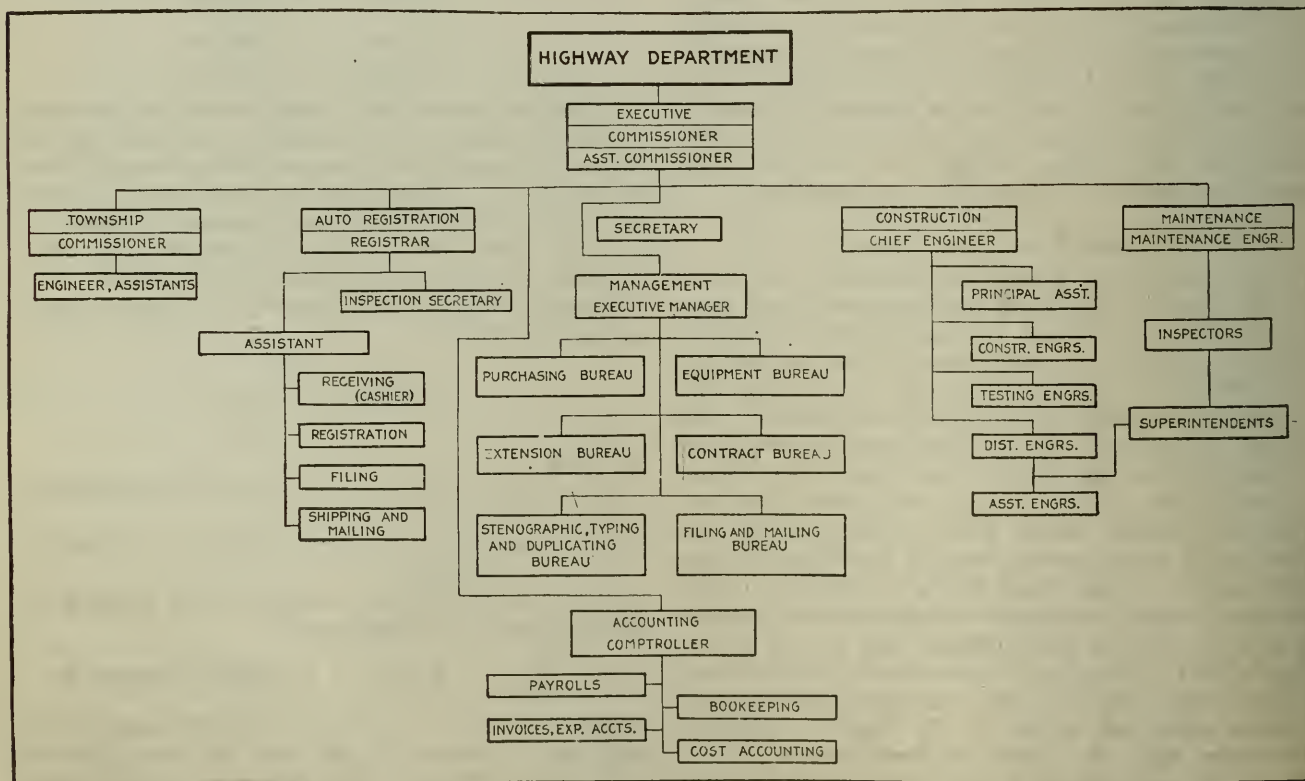 HIGHWAY DEPARTMENT
EXECUTIVE
COMMISSIONER
ASST. COMMISSIONER
TOWNSHIP
COMMISSIONER
ENGINEER, ASSISTANTS
AUTO REGISTRATION
REGISTRAR
INSPECTION SECRETARY
ASSISTANT
RECEIVING
(CASHIER)
REGISTRATION
FILING
SHIPPING AND
MAILING
SECRETARY
MANAGEMENT
EXECUTIVE MANAGER
PURCHASING BUREAU
EQUIPMENT BUREAU
EXTENSION BUREAU
CONTRACT BUREAU
STENOGRAPHIC, TYPING
AND DUPLICATING
BUREAU
FILING AND MAILING
BUREAU
ACCOUNTING
COMPTROLLER
PAYROLLS
BOOKEEPING
INVOICES, EXP. ACCTS.
COST ACCOUNTING
CONSTRUCTION
CHIEF ENGINEER
PRINCIPAL ASST.
CONSTR. ENGRS.
TESTING ENGRS.
DIST. ENGRS.
ASST. ENGRS.
MAINTENANCE
MAINTENANCE ENGR.
INSPECTORS
SUPERINTENDENTS